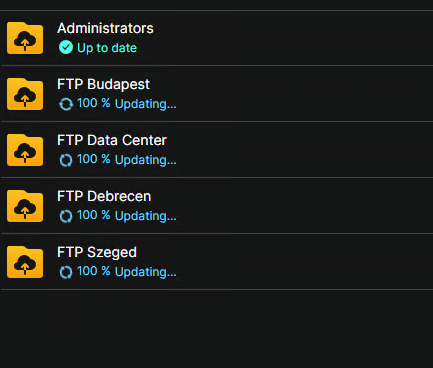 Administrators
Up to date
FTP Budapest
100 % Updating...
FTP Data Center
100 % Updating...
FTP Debrecen
100 % Updating...
FTP Szeged
100 % Updating...